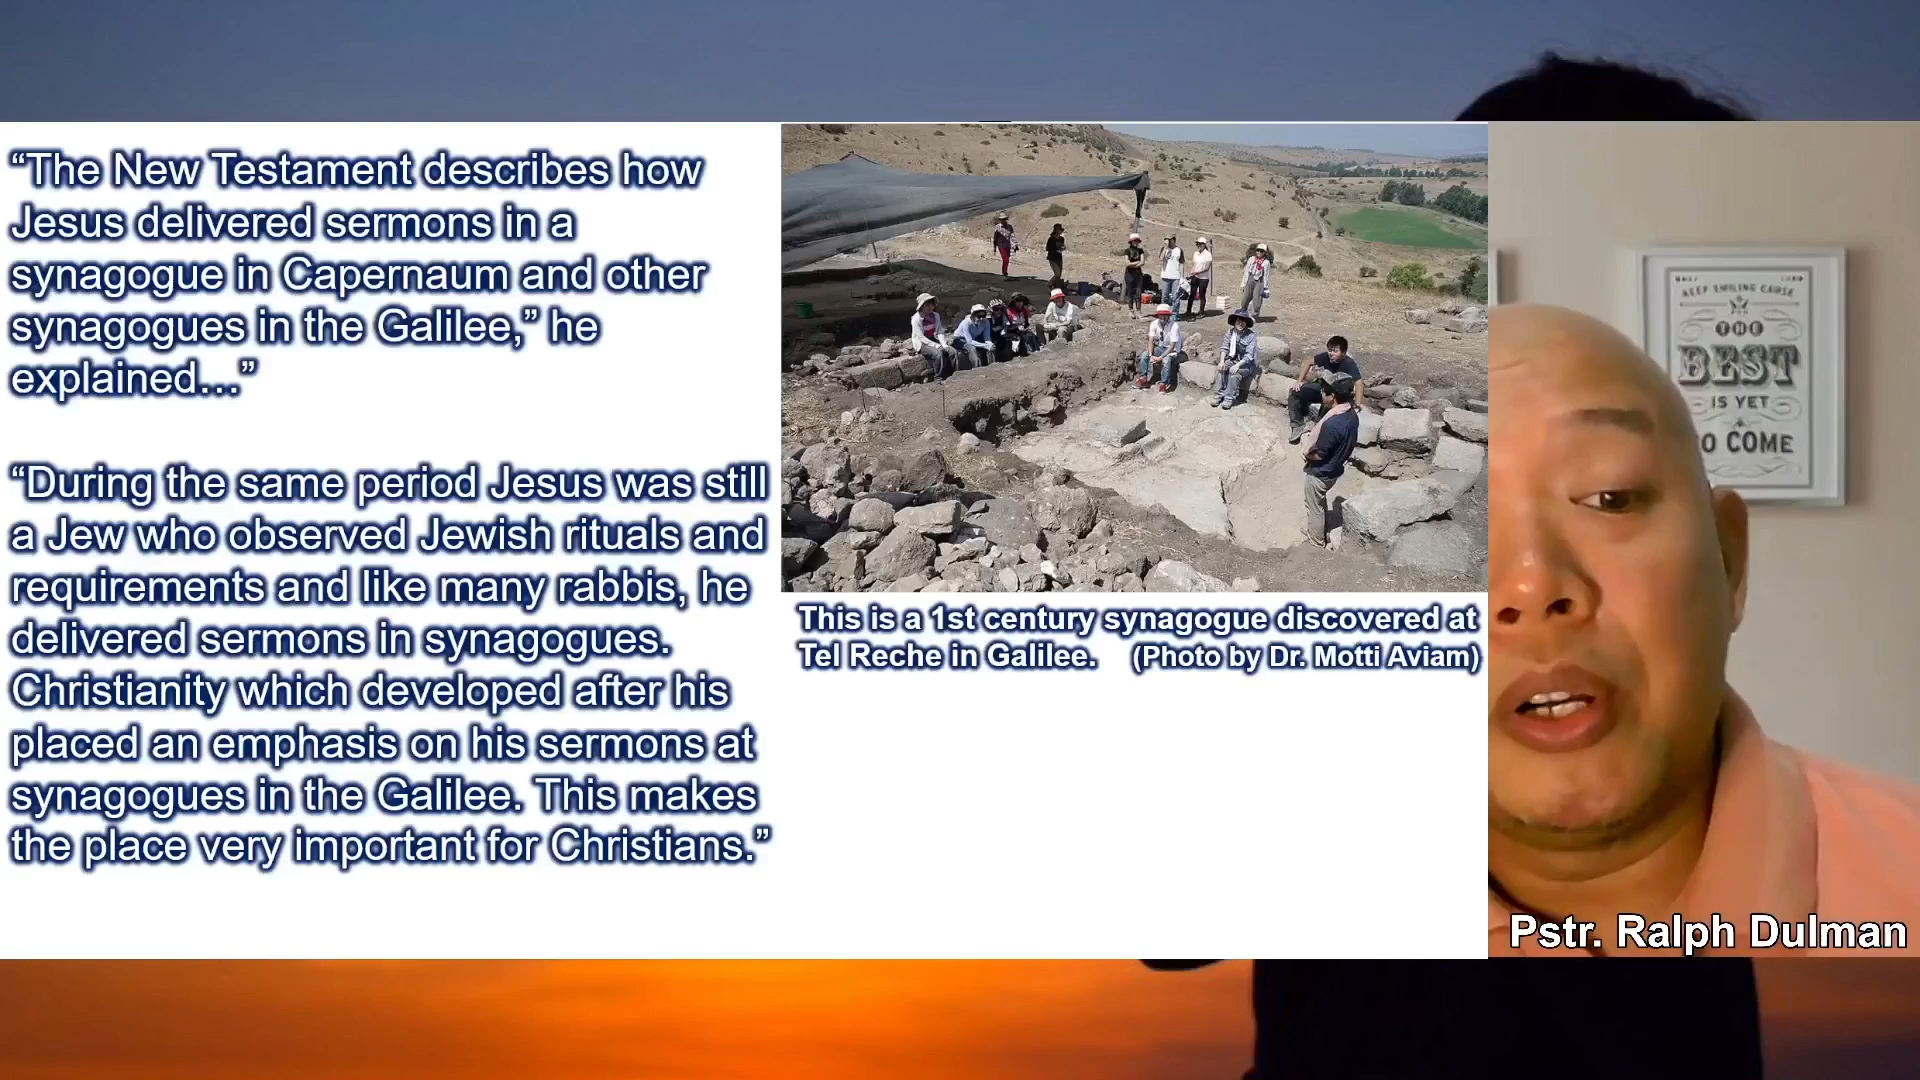 “The New Testament describes how
Jesus delivered sermons in a
synagogue in Capernaum and other
synagogues in the Galilee,” he
explained…”
“During the same period Jesus was still
a Jew who observed Jewish rituals and
requirements and like many rabbis, he
delivered sermons in synagogues.
Christianity which developed after his
placed an emphasis on his sermons at
synagogues in the Galilee. This makes
the place very important for Christians.”
This is a 1st century synagogue discovered at
Tel Reche in Galilee. (Photo by Dr. Motti Aviam)
KEEP SMILING CAUSE
THE
BEST
IS YET
O COME
Pstr. Ralph Dulman